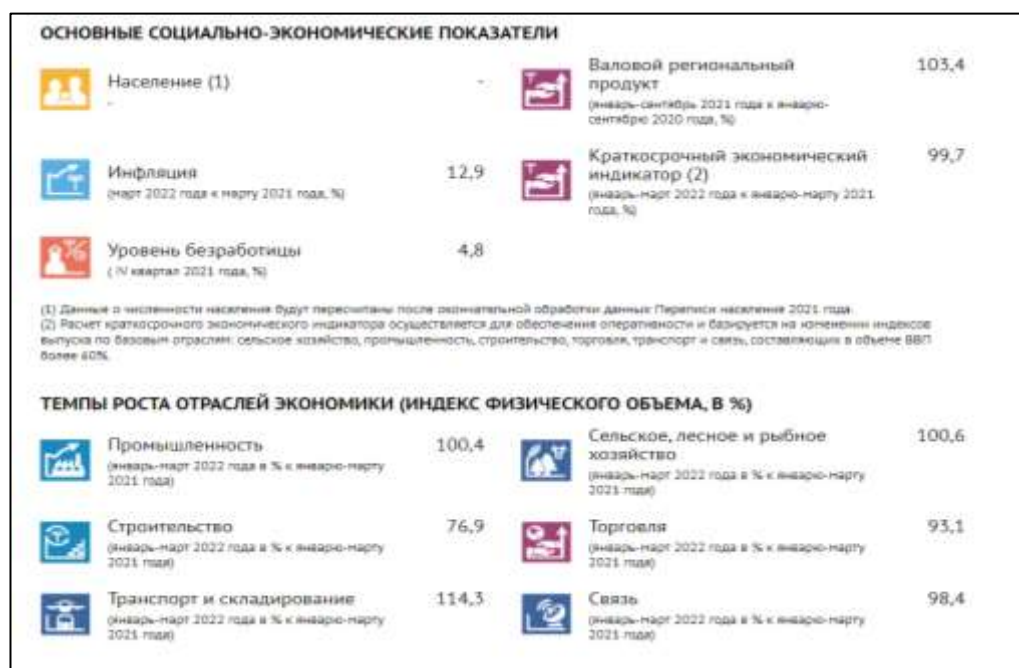 ОСНОВНЫЕ СОЦИАЛЬНО-ЭКОНОМИЧЕСКИЕ ПОКАЗАТЕЛИ
Население (1)
-
-
Валовой региональный
продукт
(январь-сентябрь 2021 года к январю-
сентябрю 2020 года, %)
103,4
Инфляция
(март 2022 года к марту 2021 года, %)
12,9
Краткосрочный экономический
индикатор (2)
(январь-март 2022 года к январю-марту 2021
года, %)
99,7
Уровень безработицы
( IV квартал 2021 года, %)
4,8
(1) Данные о численности населения будут пересчитаны после окончательной обработки данных Переписи населения 2021 года.
(2) Расчет краткосрочного экономического индикатора осуществляется для обеспечения оперативности и базируется на изменении индексов
выпуска по базовым отраслям: сельское хозяйство, промышленность, строительство, торговля, транспорт и связь, составляющих в объеме ВВП
более 60%.
ТЕМПЫ РОСТА ОТРАСЛЕЙ ЭКОНОМИКИ (ИНДЕКС ФИЗИЧЕСКОГО ОБЪЕМА, В %)
Промышленность
(январь-март 2022 года в % к январю-марту
2021 года)
100,4
Сельское, лесное и рыбное
хозяйство
(январь-март 2022 года в % к январю-марту
2021 года)
100,6
Строительство
(январь-март 2022 года в % к январю-марту
2021 года)
76,9
Торговля
(январь-март 2022 года в % к январю-марту
2021 года)
93,1
Транспорт и складирование
(январь-март 2022 года в % к январю-марту
2021 года)
114,3
Связь
(январь-март 2022 года в % к январю-марту
2021 года)
98,4